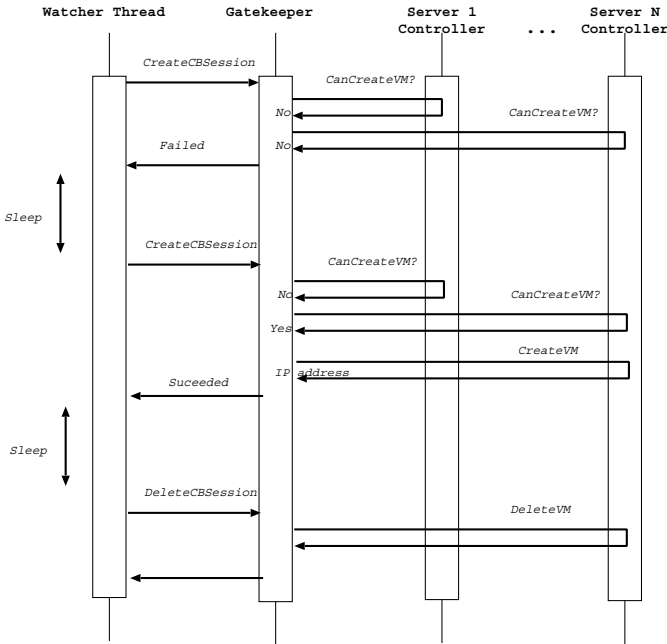 Watcher Thread Gatekeeper Server 1 Server N
Controller ... Controller
CreateCBSession
CanCreateVM?
No
CanCreateVM?
Failed
No
Sleep
CreateCBSession
CanCreateVM?
No
CanCreateVM?
Yes
CreateVM
IP address
Suceeded
Sleep
DeleteCBSession
DeleteVM